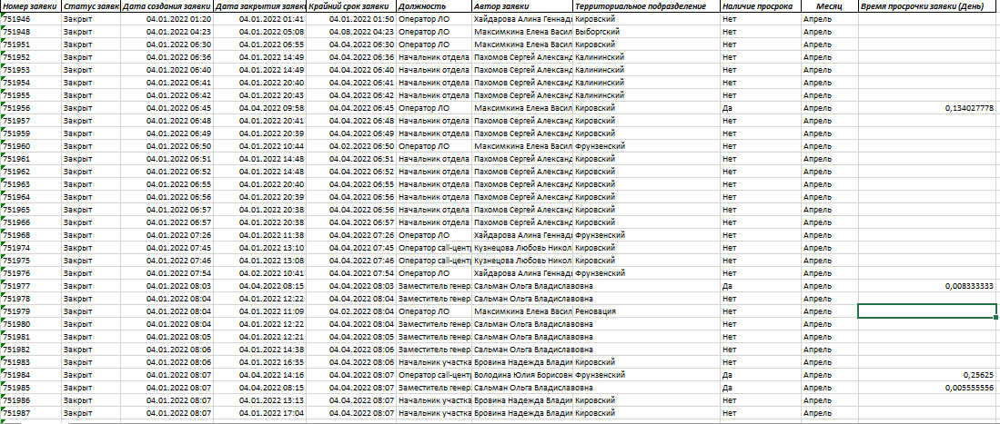 Номер заявки Статус заявк Дата создания заявки Дата закрытия заявк Крайний срок заявки Должность Автор заявки Территориальное подразделение Наличие просрока Месяц Время просрочки заявки (День)
751946 Закрыт 04.01.2022 01:20 04.01.2022 01:41 04.01.2022 01:50 Оператор ЛО Хайдарова Алина Геннадь Кировский Нет Апрель
751948 Закрыт 04.01.2022 04:23 04.01.2022 05:08 04.08.2022 04:23 Оператор ЛО Максимкина Елена Васил Выборгский Нет Апрель
751951 Закрыт 04.01.2022 06:30 04.01.2022 06:55 04.04.2022 06:30 Оператор ЛО Максимкина Елена Васил Кировский Нет Апрель
751952 Закрыт 04.01.2022 06:36 04.01.2022 14:49 04.04.2022 06:36 Начальник отдела Пахомов Сергей Александ Калининский Нет Апрель
751953 Закрыт 04.01.2022 06:40 04.01.2022 14:49 04.04.2022 06:40 Начальник отдела Пахомов Сергей Александ Калининский Нет Апрель
751954 Закрыт 04.01.2022 06:41 04.01.2022 20:40 04.04.2022 06:41 Начальник отдела Пахомов Сергей Александ Калининский Нет Апрель
751955 Закрыт 04.01.2022 06:42 04.01.2022 20:43 04.04.2022 06:42 Начальник отдела Пахомов Сергей Александ Калининский Нет Апрель
751956 Закрыт 04.01.2022 06:45 04.04.2022 09:58 04.04.2022 06:45 Оператор ЛО Максимкина Елена Васил Кировский Да Апрель 0,134027778
751957 Закрыт 04.01.2022 06:48 04.01.2022 20:41 04.04.2022 06:48 Начальник отдела Пахомов Сергей Александ Кировский Нет Апрель
751959 Закрыт 04.01.2022 06:49 04.01.2022 20:39 04.04.2022 06:49 Начальник отдела Пахомов Сергей Александ Кировский Нет Апрель
751960 Закрыт 04.01.2022 06:50 04.01.2022 10:44 04.02.2022 06:50 Оператор ЛО Максимкина Елена Васил Фрунзенский Нет Апрель
751961 Закрыт 04.01.2022 06:51 04.01.2022 14:48 04.04.2022 06:51 Начальник отдела Пахомов Сергей Александ Кировский Нет Апрель
751962 Закрыт 04.01.2022 06:52 04.01.2022 14:48 04.04.2022 06:52 Начальник отдела Пахомов Сергей Александ Кировский Нет Апрель
751963 Закрыт 04.01.2022 06:55 04.01.2022 20:40 04.04.2022 06:55 Начальник отдела Пахомов Сергей Александ Кировский Нет Апрель
751964 Закрыт 04.01.2022 06:56 04.01.2022 20:39 04.04.2022 06:56 Начальник отдела Пахомов Сергей Александ Кировский Нет Апрель
751965 Закрыт 04.01.2022 06:57 04.01.2022 20:38 04.04.2022 06:56 Начальник отдела Пахомов Сергей Александ Кировский Нет Апрель
751966 Закрыт 04.01.2022 06:57 04.01.2022 20:38 04.04.2022 06:57 Начальник отдела Пахомов Сергей Александ Кировский Нет Апрель
751968 Закрыт 04.01.2022 07:26 04.01.2022 11:38 04.04.2022 07:26 Оператор ЛО Хайдарова Алина Геннадь Фрунзенский Нет Апрель
751974 Закрыт 04.01.2022 07:45 04.01.2022 13:10 04.04.2022 07:45 Оператор call-центр Кузнецова Любовь Никол Кировский Нет Апрель
751975 Закрыт 04.01.2022 07:46 04.01.2022 13:08 04.04.2022 07:46 Оператор call-центр Кузнецова Любовь Никол Кировский Нет Апрель
751976 Закрыт 04.01.2022 07:54 04.02.2022 10:41 04.04.2022 07:54 Оператор ЛО Хайдарова Алина Геннадь Фрунзенский Нет Апрель
751977 Закрыт 04.01.2022 08:03 04.04.2022 08:15 04.04.2022 08:03 Заместитель генер Сальман Ольга Владиславовна Да Апрель 0,008333333
751978 Закрыт 04.01.2022 08:04 04.01.2022 12:22 04.04.2022 08:04 Заместитель генер Сальман Ольга Владиславовна Нет Апрель
751979 Закрыт 04.01.2022 08:04 04.01.2022 11:09 04.02.2022 08:04 Оператор ЛО Максимкина Елена Васил Реновация Нет Апрель
751980 Закрыт 04.01.2022 08:04 04.01.2022 12:22 04.04.2022 08:04 Заместитель генер Сальман Ольга Владиславовна Нет Апрель
751981 Закрыт 04.01.2022 08:05 04.01.2022 12:21 04.04.2022 08:05 Заместитель генер Сальман Ольга Владиславовна Нет Апрель
751982 Закрыт 04.01.2022 08:06 04.01.2022 14:38 04.04.2022 08:06 Заместитель генер Сальман Ольга Владиславовна Нет Апрель
751983 Закрыт 04.01.2022 08:06 04.01.2022 16:35 04.04.2022 08:06 Начальник участка Бровина Надежда Владим Кировский Нет Апрель
751984 Закрыт 04.01.2022 08:07 04.04.2022 14:16 04.04.2022 08:07 Оператор call-центр Володина Юлия Борисовн Фрунзенский Да Апрель 0,25625
751985 Закрыт 04.01.2022 08:07 04.04.2022 08:15 04.04.2022 08:07 Заместитель генер Сальман Ольга Владиславовна Да Апрель 0,005555556
751986 Закрыт 04.01.2022 08:07 04.01.2022 13:13 04.04.2022 08:07 Начальник участка Бровина Надежда Владим Кировский Нет Апрель
751987 Закрыт 04.01.2022 08:07 04.01.2022 17:04 04.04.2022 08:07 Начальник участка Бровина Надежда Владим Кировский Нет Апрель